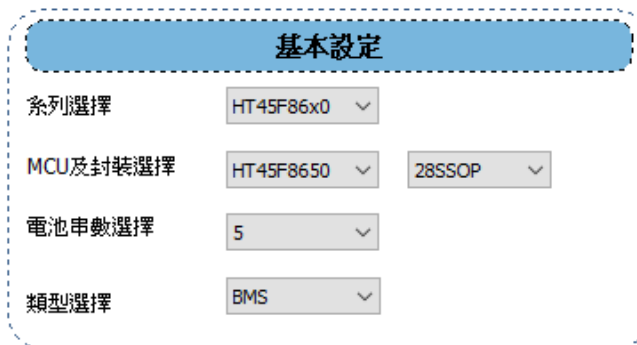 基本設定
系列選擇 HT45F86x0
MCU及封裝選擇 HT45F8650 28SSOP
電池串數選擇 5
類型選擇 BMS